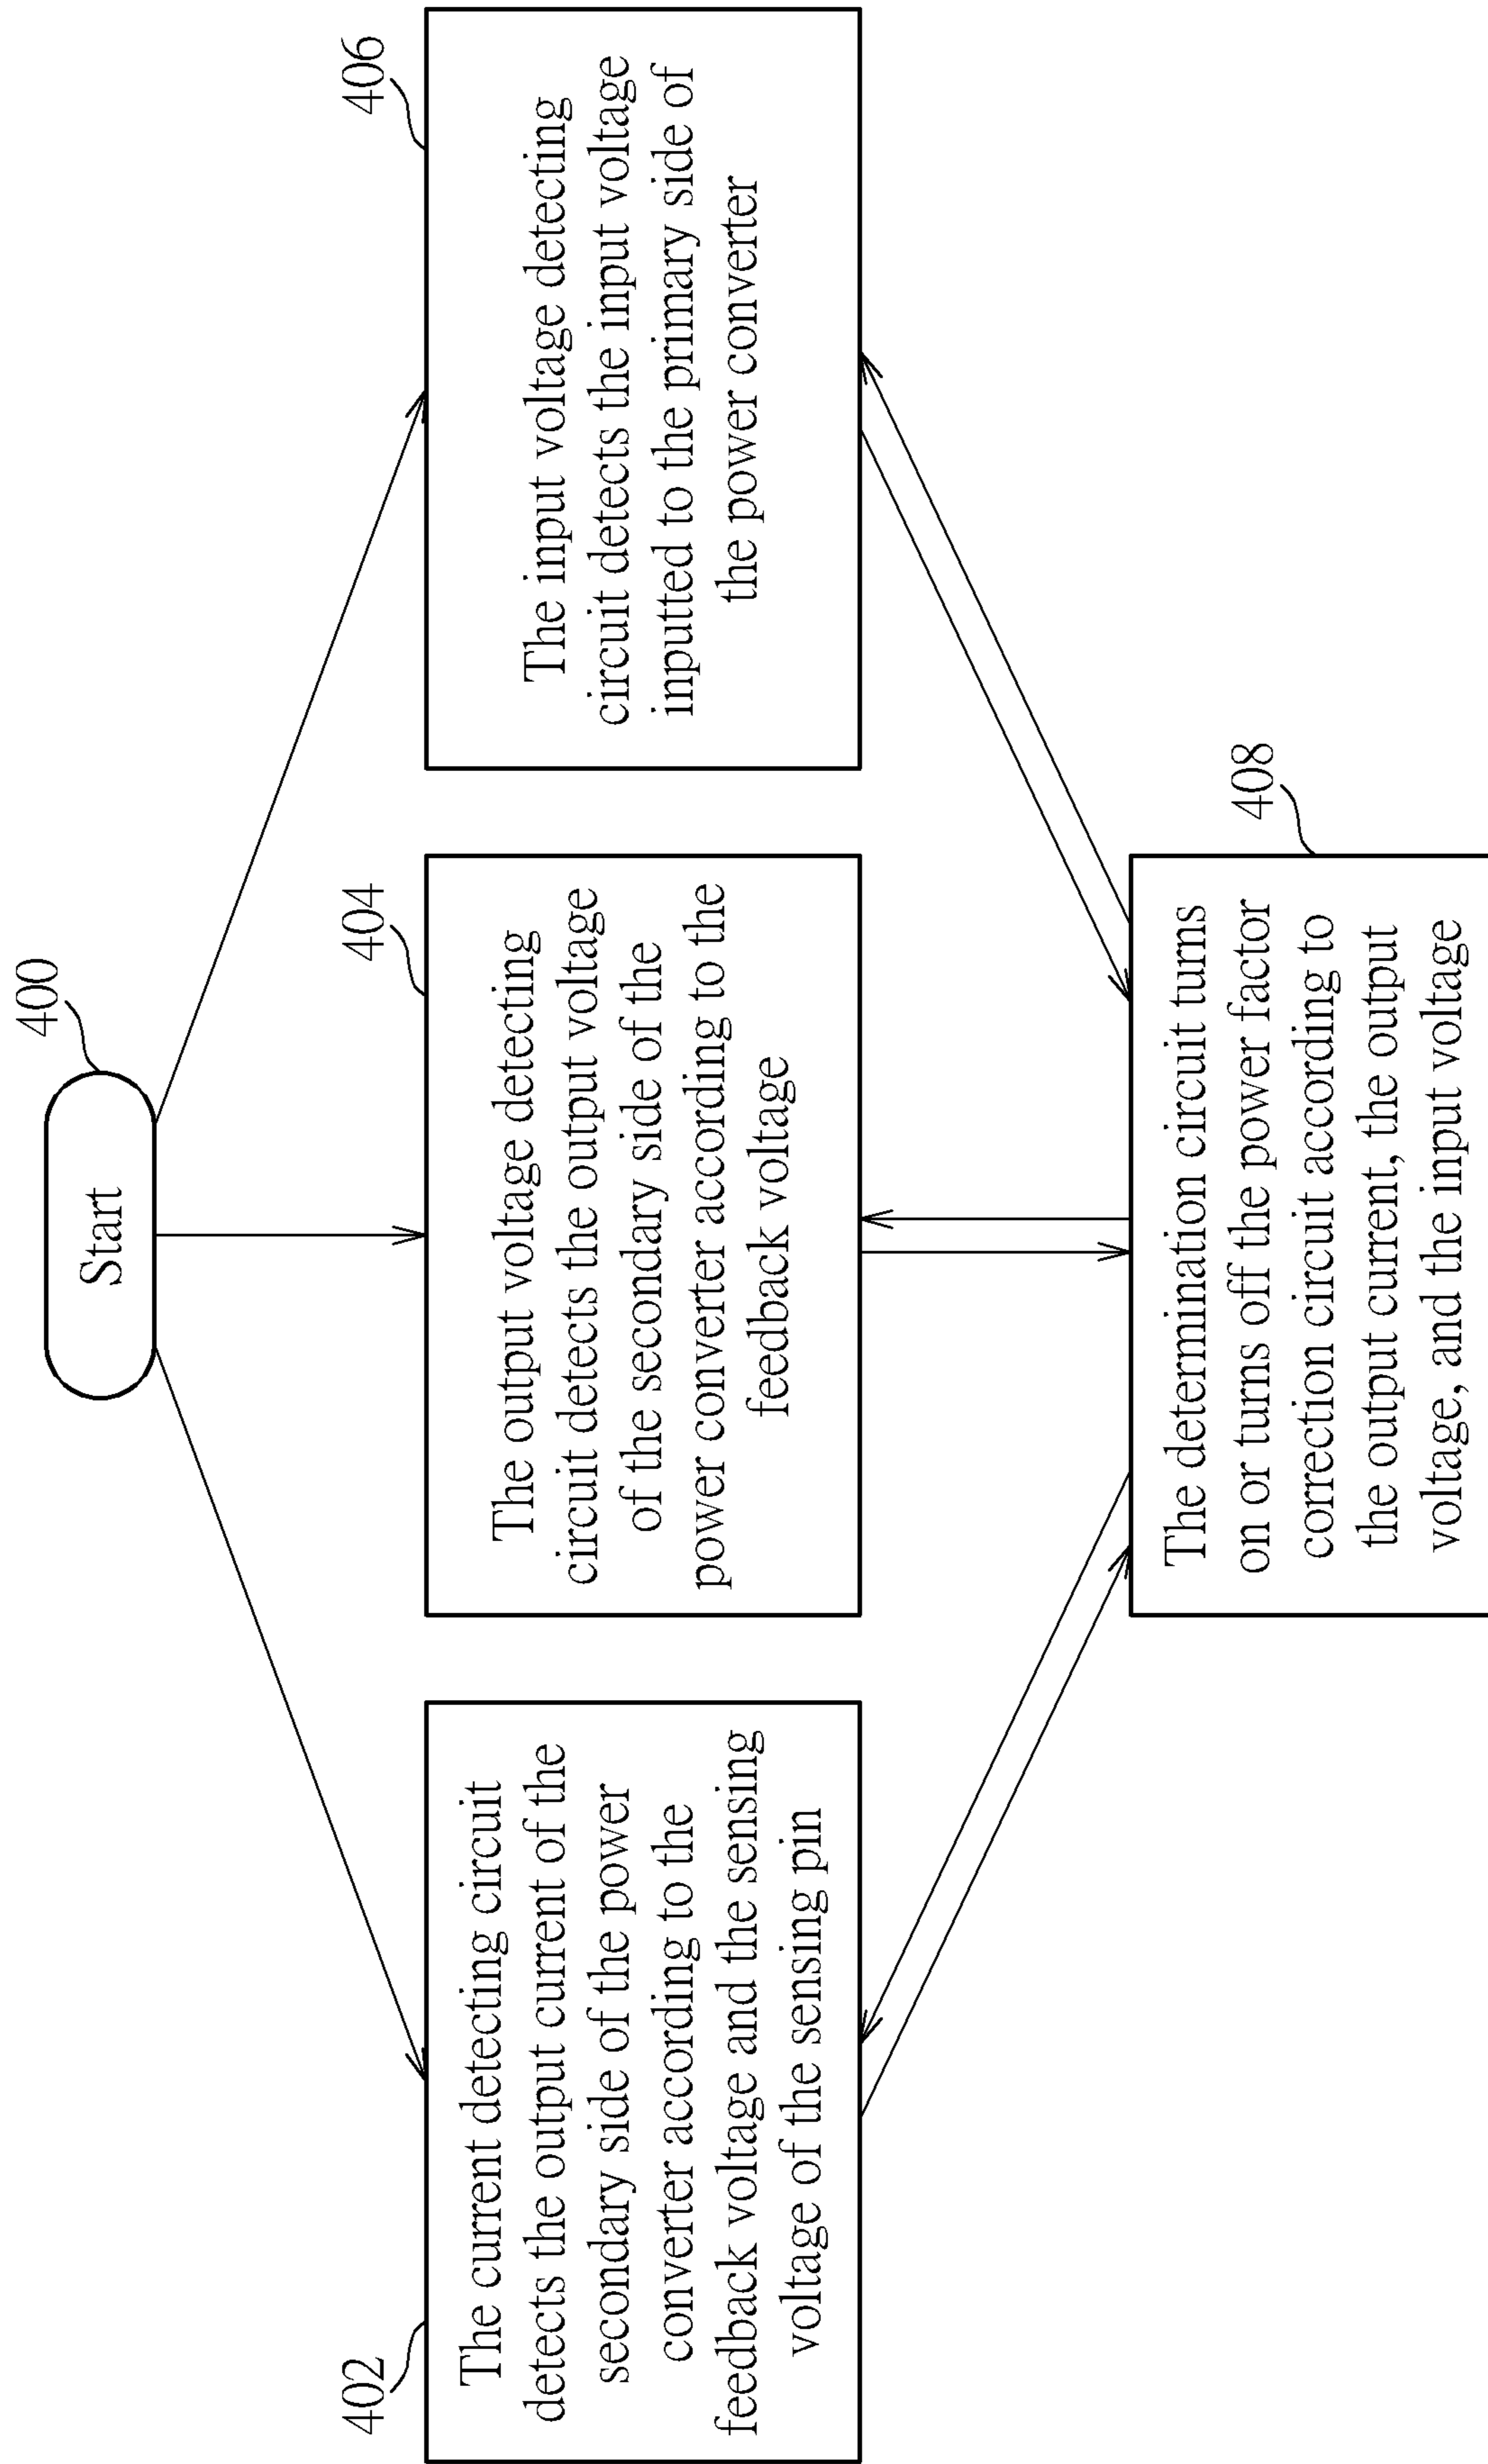 400
Start
402
The current detecting circuit
detects the output current of the
secondary side of the power
converter according to the
feedback voltage and the sensing
voltage of the sensing pin
404
The output voltage detecting
circuit detects the output voltage
of the secondary side of the
power converter according to the
feedback voltage
406
The input voltage detecting
circuit detects the input voltage
inputted to the primary side of
the power converter
408
The determination circuit turns
on or turns off the power factor
correction circuit according to
the output current, the output
voltage, and the input voltage